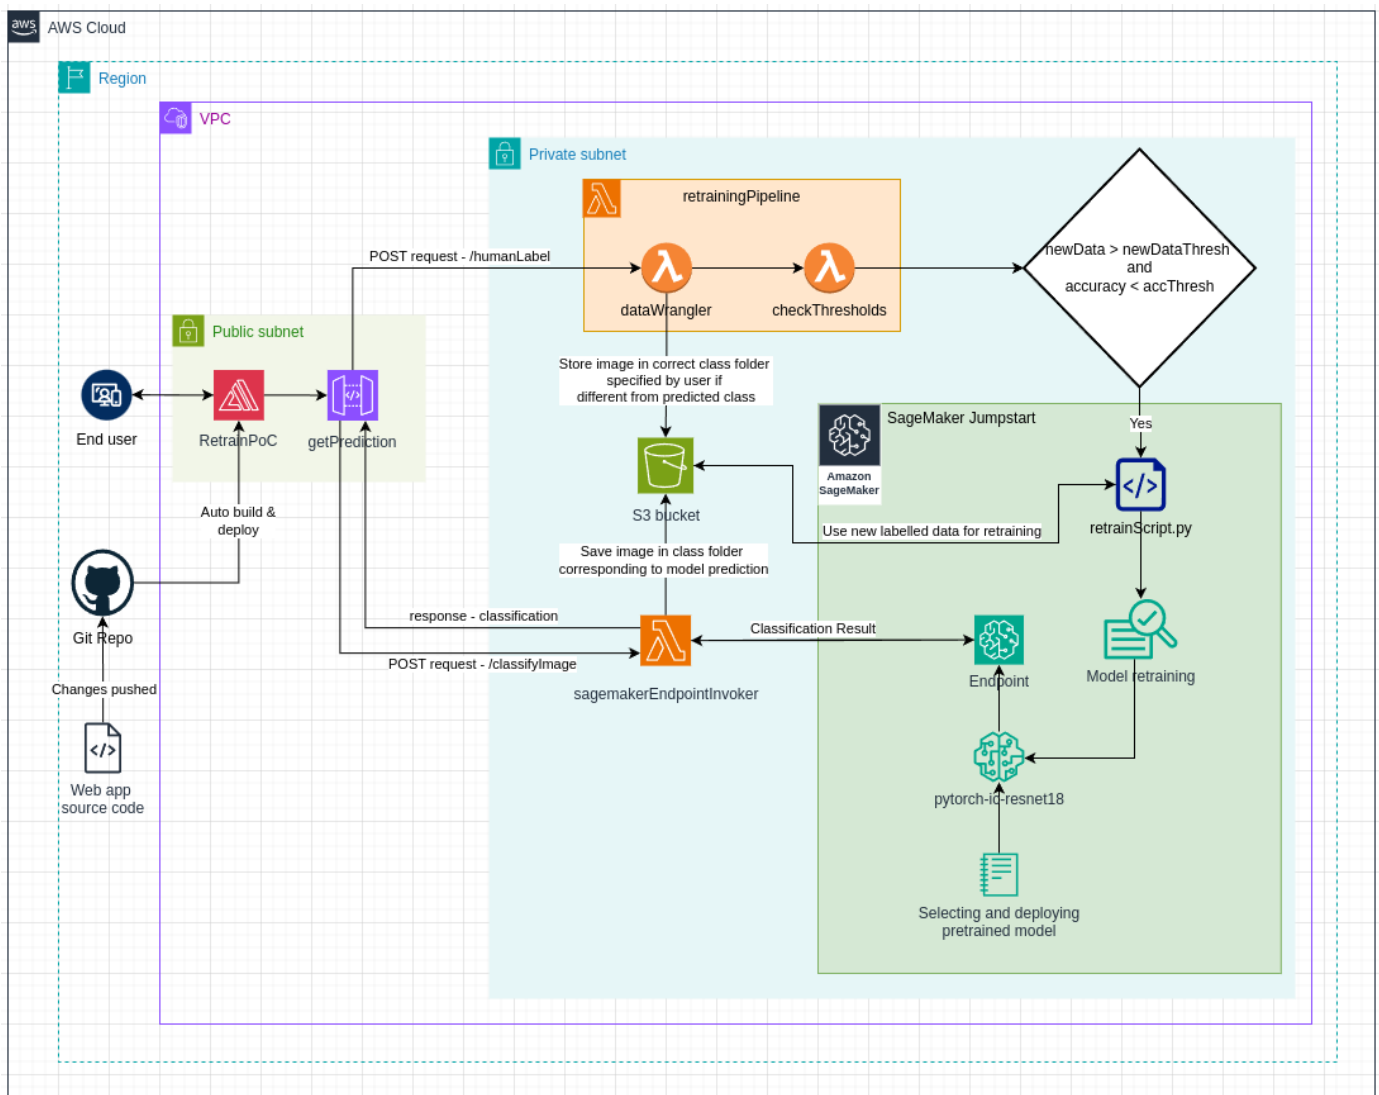 aws
AWS Cloud
Region
VPC
Private subnet
retrainingPipeline
POST request - /humanLabel
newData > newDataThresh
and
accuracy < accThresh
dataWrangler
checkThresholds
Public subnet
Store image in correct class folder
specified by user if
different from predicted class
End user
RetrainPoC
getPrediction
SageMaker Jumpstart
Yes
Amazon
SageMaker
Auto build &
deploy
S3 bucket
Use new labelled data for retraining
retrainScript.py
Save image in class folder
corresponding to model prediction
response - classification
Classification Result
Git Repo
POST request - /classifyImage
Endpoint
Model retraining
Changes pushed
sagemakerEndpointInvoker
Web app
source code
pytorch-ic-resnet18
Selecting and deploying
pretrained model